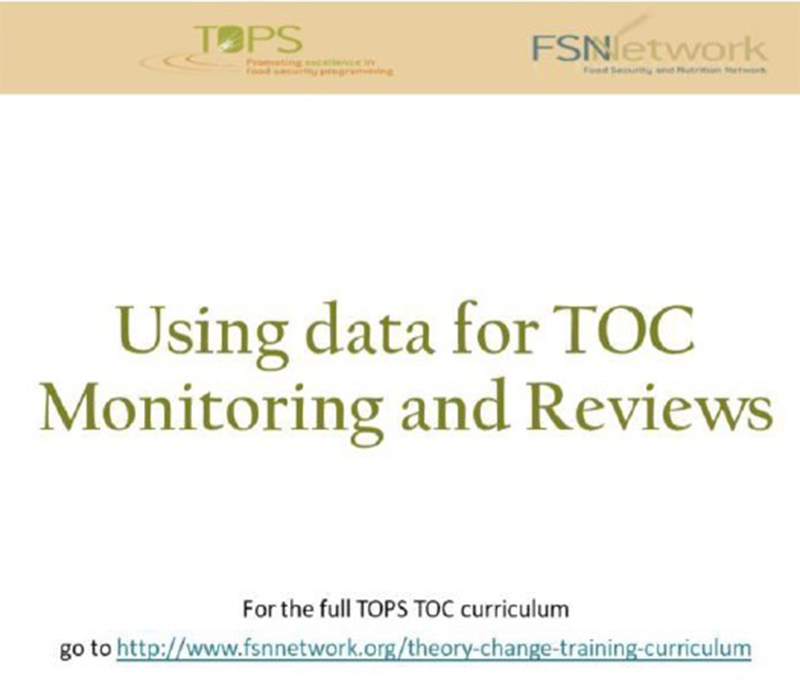 TOPS
Promoting excellence in
food security programming
FSNNetwork
Food Security and Nutrition Network
Using data for TOC
Monitoring and Reviews
For the full TOPS TOC curriculum
go to http://www.fsnnetwork.org/theory-change-training-curriculum